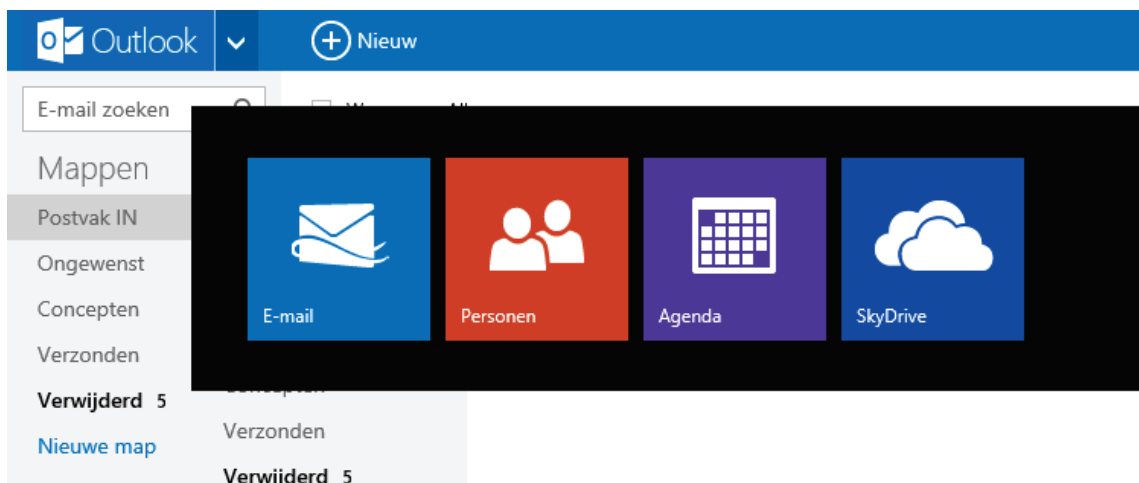 Outlook
Nieuw
E-mail zoeken
Mappen
Postvak IN
Ongewenst
Concepten
Verzonden
Verwijderd 5
Nieuwe map
E-mail
Personen
Agenda
SkyDrive
Verzonden
Verwijderd 5